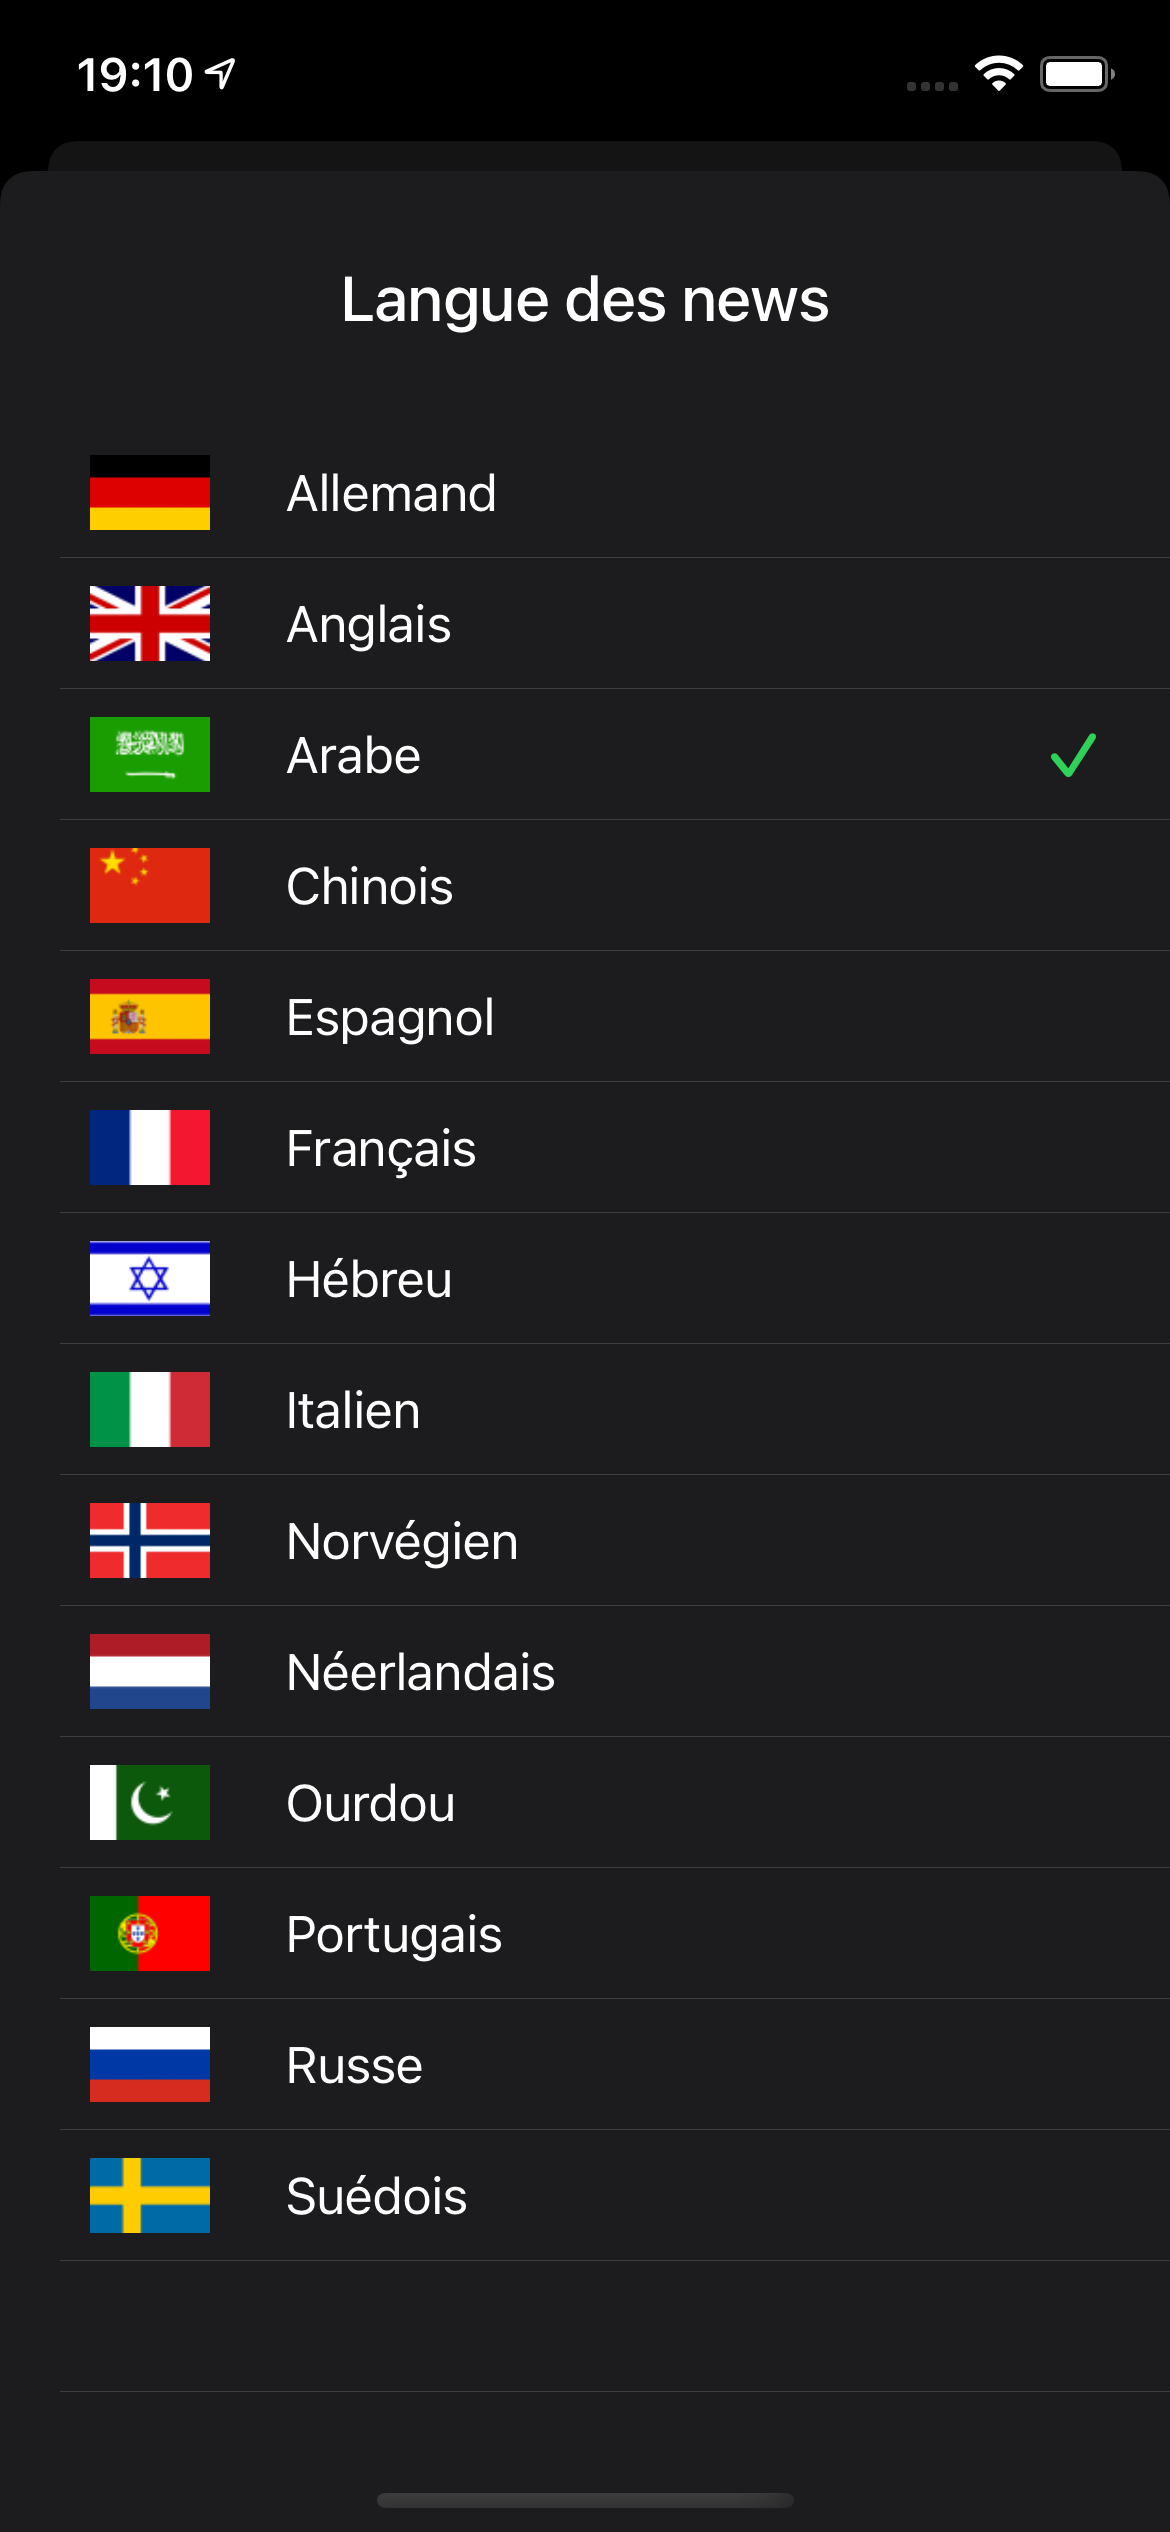 19:10
Langue des news
Allemand
Anglais
Arabe
Chinois
Espagnol
Français
Hébreu
Italien
Norvégien
Néerlandais
Ourdou
Portugais
Russe
Suédois